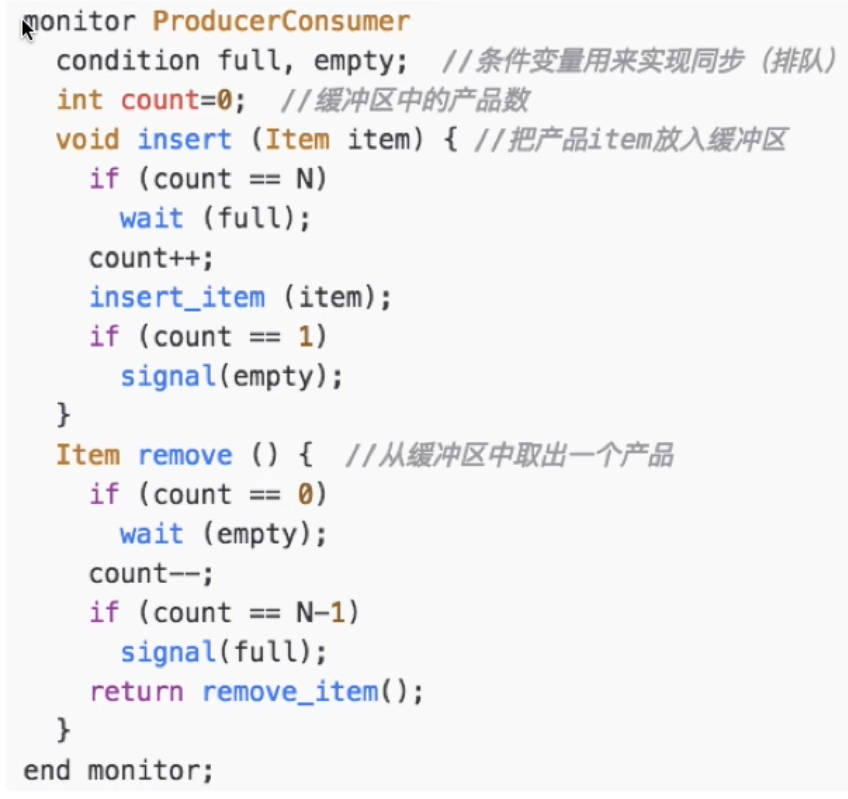 monitor ProducerConsumer
condition full, empty; //条件变量用来实现同步（排队）
int count=0; //缓冲区中的产品数
void insert (Item item) { //把产品item放入缓冲区
if (count == N)
wait (full);
count++;
insert_item (item);
if (count == 1)
signal(empty);
}
Item remove () { //从缓冲区中取出一个产品
if (count == 0)
wait (empty);
count--;
if (count == N-1)
signal(full);
return remove_item();
}
end monitor;